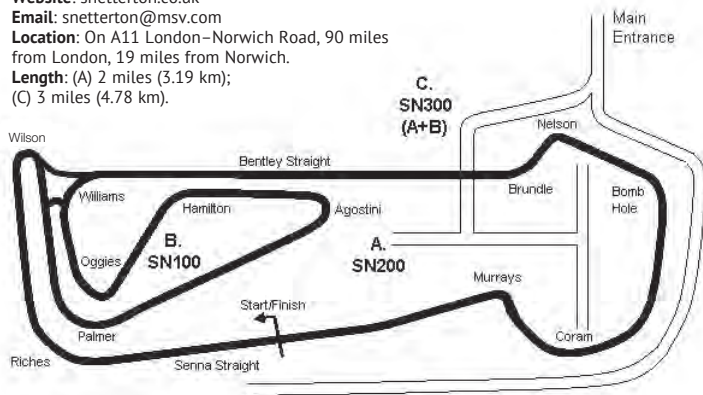 Website: snetterton.co.uk
Email: snetterton@msv.com
Location: On A11 London–Norwich Road, 90 miles
from London, 19 miles from Norwich.
Length: (A) 2 miles (3.19 km);
(C) 3 miles (4.78 km).
Main
Entrance
C.
SN300
(A+B)
Nelson
Wilson
Bentley Straight
Williams
Hamilton
Agostini
Brundle
Bomb
Hole
Oggies
B.
SN100
A.
SN200
Murrays
Start/Finish
Palmer
Coram
Riches
Senna Straight